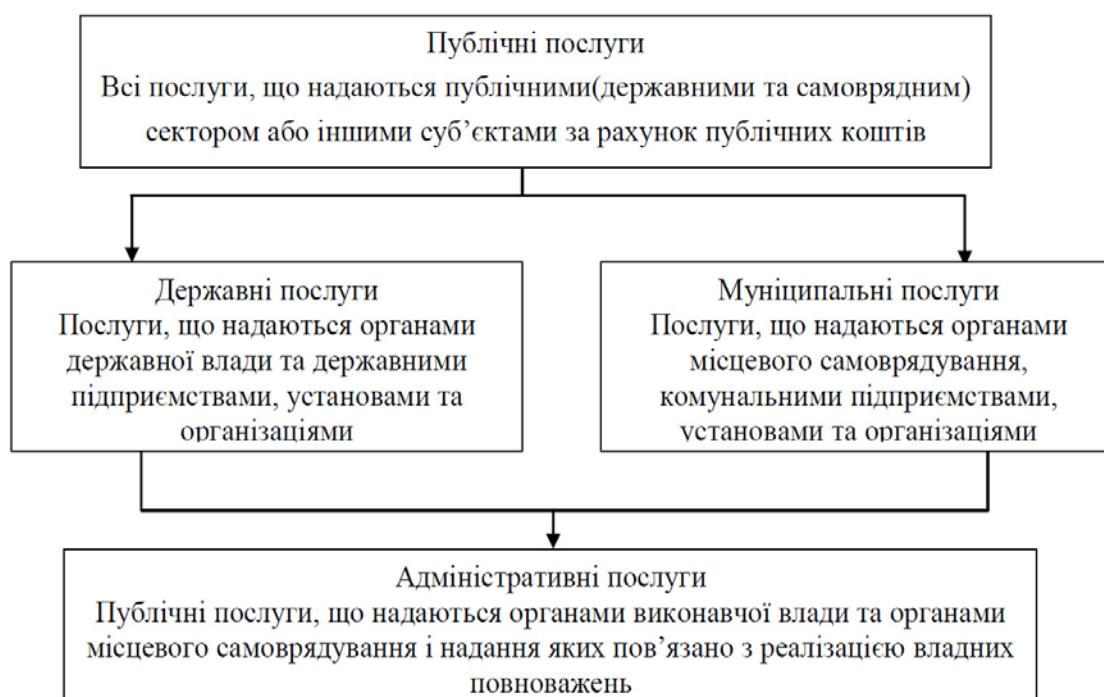 Публічні послуги
Всі послуги, що надаються публічними(державними та самоврядним)
сектором або іншими суб’єктами за рахунок публічних коштів
Державні послуги
Послуги, що надаються органами
державної влади та державними
підприємствами, установами та
організаціями
Муніципальні послуги
Послуги, що надаються органами
місцевого самоврядування,
комунальними підприємствами,
установами та організаціями
Адміністративні послуги
Публічні послуги, що надаються органами виконавчої влади та органами
місцевого самоврядування і надання яких пов’язано з реалізацією владних
повноважень